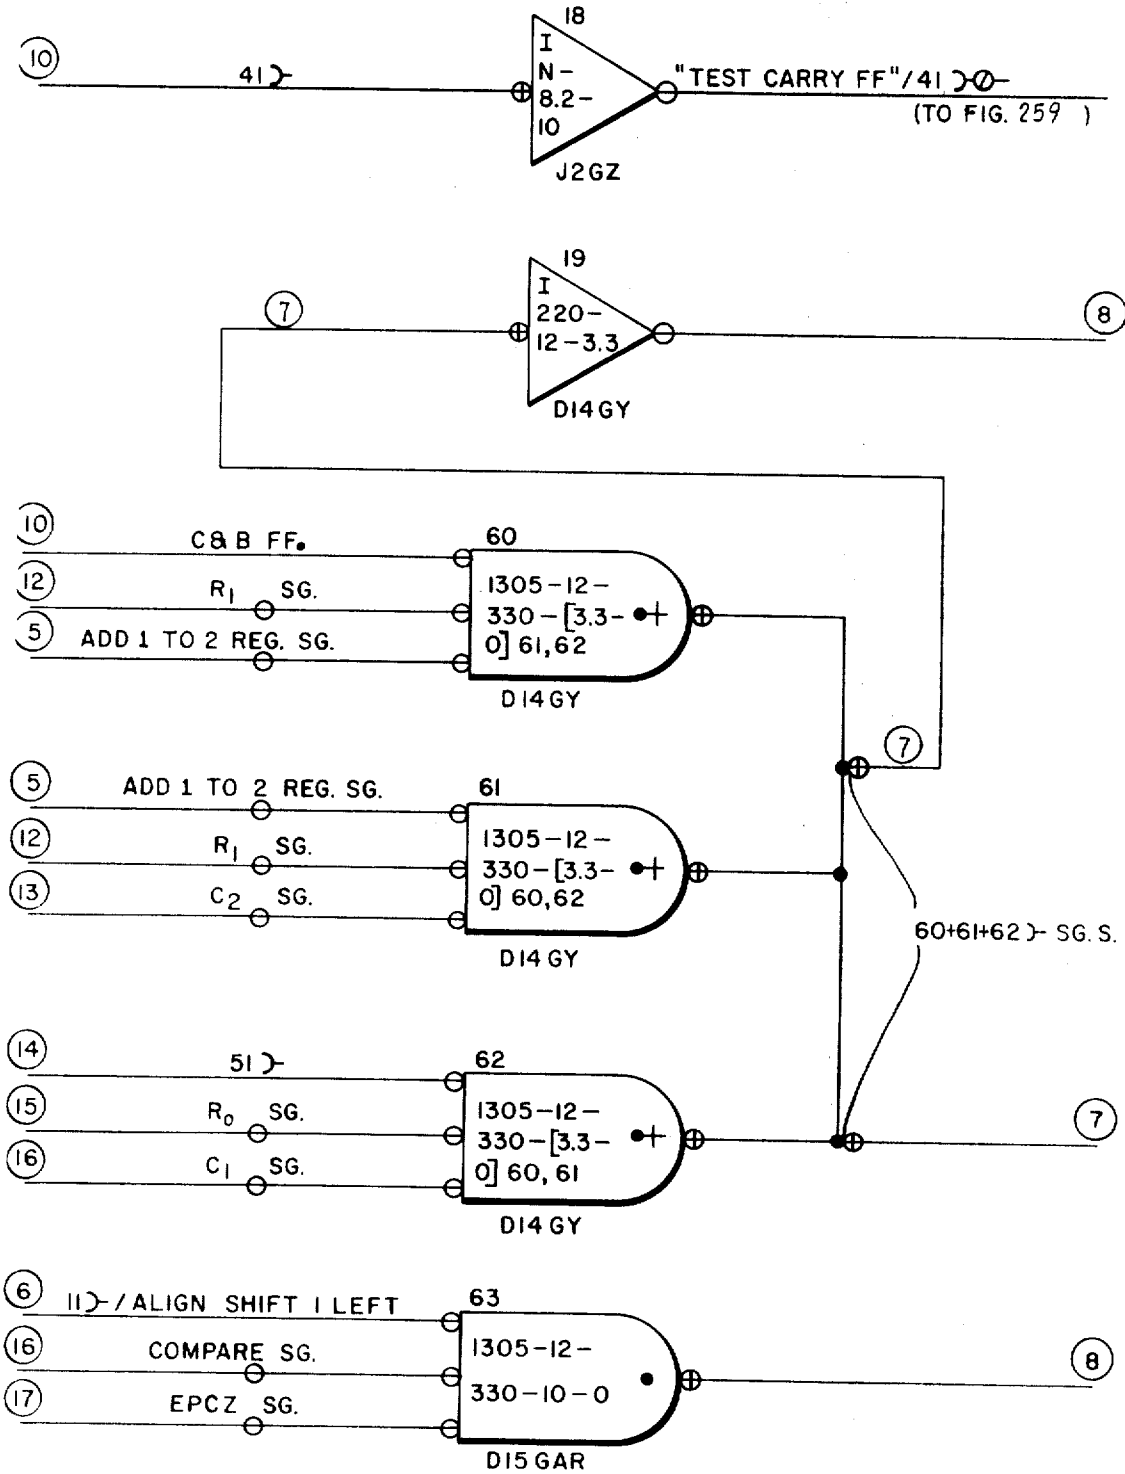 18
10
41
I
N-
8.2-
10
"TEST CARRY FF"/41
(TO FIG. 259 )
J2GZ
19
7
I
220-
12-3.3
8
D14GY
10
C&B FF.
60
12
R1 SG.
1305-12-
330-[3.3-
0] 61,62
•+
5
ADD 1 TO 2 REG. SG.
D14GY
7
5
ADD 1 TO 2 REG. SG.
61
12
R1 SG.
1305-12-
330-[3.3-
0] 60,62
•+
13
C2 SG.
D14GY
60+61+62 SG. S.
14
51
62
15
R0 SG.
1305-12-
330-[3.3-
0] 60, 61
•+
7
16
C1 SG.
D14GY
6
11 /ALIGN SHIFT 1 LEFT
63
16
COMPARE SG.
1305-12-
330-10-0
•
8
17
EPCZ SG.
D15GAR